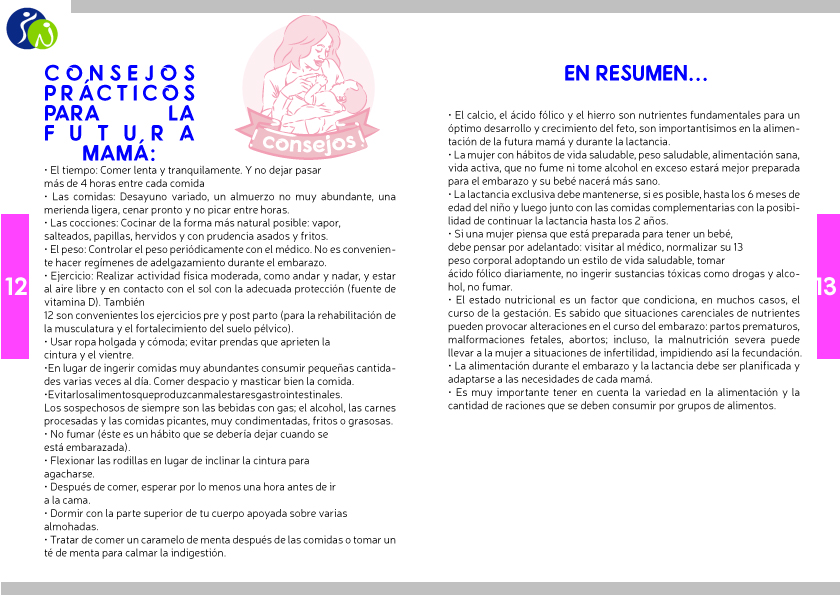 CONSEJOS
PRÁCTICOS
PARA LA
FUTURA
MAMÁ:
¡consejos!
• El tiempo: Comer lenta y tranquilamente. Y no dejar pasar
más de 4 horas entre cada comida
• Las comidas: Desayuno variado, un almuerzo no muy abundante, una
merienda ligera, cenar pronto y no picar entre horas.
• Las cocciones: Cocinar de la forma más natural posible: vapor,
salteados, papillas, hervidos y con prudencia asados y fritos.
• El peso: Controlar el peso periódicamente con el médico. No es convenien-
te hacer regímenes de adelgazamiento durante el embarazo.
• Ejercicio: Realizar actividad física moderada, como andar y nadar, y estar
al aire libre y en contacto con el sol con la adecuada protección (fuente de
vitamina D). También
12 son convenientes los ejercicios pre y post parto (para la rehabilitación de
la musculatura y el fortalecimiento del suelo pélvico).
• Usar ropa holgada y cómoda; evitar prendas que aprieten la
cintura y el vientre.
•En lugar de ingerir comidas muy abundantes consumir pequeñas cantida-
des varias veces al día. Comer despacio y masticar bien la comida.
•Evitarlosalimentosqueproduzcanmalestaresgastrointestinales.
Los sospechosos de siempre son las bebidas con gas; el alcohol, las carnes
procesadas y las comidas picantes, muy condimentadas, fritos o grasosas.
• No fumar (éste es un hábito que se debería dejar cuando se
está embarazada).
• Flexionar las rodillas en lugar de inclinar la cintura para
agacharse.
• Después de comer, esperar por lo menos una hora antes de ir
a la cama.
• Dormir con la parte superior de tu cuerpo apoyada sobre varias
almohadas.
• Tratar de comer un caramelo de menta después de las comidas o tomar un
té de menta para calmar la indigestión.
12
EN RESUMEN...
• El calcio, el ácido fólico y el hierro son nutrientes fundamentales para un
óptimo desarrollo y crecimiento del feto, son importantísimos en la alimen-
tación de la futura mamá y durante la lactancia.
• La mujer con hábitos de vida saludable, peso saludable, alimentación sana,
vida activa, que no fume ni tome alcohol en exceso estará mejor preparada
para el embarazo y su bebé nacerá más sano.
• La lactancia exclusiva debe mantenerse, si es posible, hasta los 6 meses de
edad del niño y luego junto con las comidas complementarias con la posibi-
lidad de continuar la lactancia hasta los 2 años.
• Si una mujer piensa que está preparada para tener un bebé,
debe pensar por adelantado: visitar al médico, normalizar su 13
peso corporal adoptando un estilo de vida saludable, tomar
ácido fólico diariamente, no ingerir sustancias tóxicas como drogas y alco-
hol, no fumar.
• El estado nutricional es un factor que condiciona, en muchos casos, el
curso de la gestación. Es sabido que situaciones carenciales de nutrientes
pueden provocar alteraciones en el curso del embarazo: partos prematuros,
malformaciones fetales, abortos; incluso, la malnutrición severa puede
llevar a la mujer a situaciones de infertilidad, impidiendo así la fecundación.
• La alimentación durante el embarazo y la lactancia debe ser planificada y
adaptarse a las necesidades de cada mamá.
• Es muy importante tener en cuenta la variedad en la alimentación y la
cantidad de raciones que se deben consumir por grupos de alimentos.
13